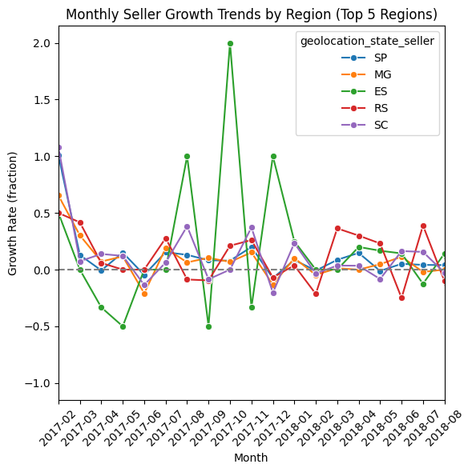 Monthly Seller Growth Trends by Region (Top 5 Regions)
geolocation_state_seller
SP
MG
ES
RS
SC
Growth Rate (fraction)
2.0
1.5
1.0
0.5
0.0
−0.5
−1.0
2017-02
2017-03
2017-04
2017-05
2017-06
2017-07
2017-08
2017-09
2017-10
2017-11
2017-12
2018-01
2018-02
2018-03
2018-04
2018-05
2018-06
2018-07
2018-08
Month